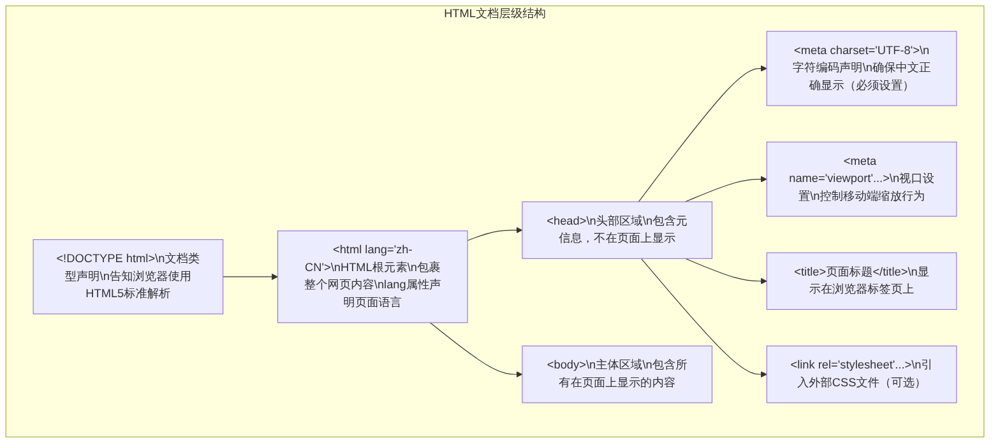 HTML文档层级结构
<!DOCTYPE html>\n文档类
型声明\n告知浏览器使用
HTML5标准解析
<html lang='zh-
CN'>\nHTML根元素\n包裹
整个网页内容\nlang属性声
明页面语言
<head>\n头部区域\n包含元
信息，不在页面上显示
<body>\n主体区域\n包含所
有在页面上显示的内容
<meta charset='UTF-8'>\n
字符编码声明\n确保中文正
确显示（必须设置）
<meta
name='viewport'...>\n视口设
置\n控制移动端缩放行为
<title>页面标题</title>\n显
示在浏览器标签页上
<link rel='stylesheet'...>\n引
入外部CSS文件（可选）